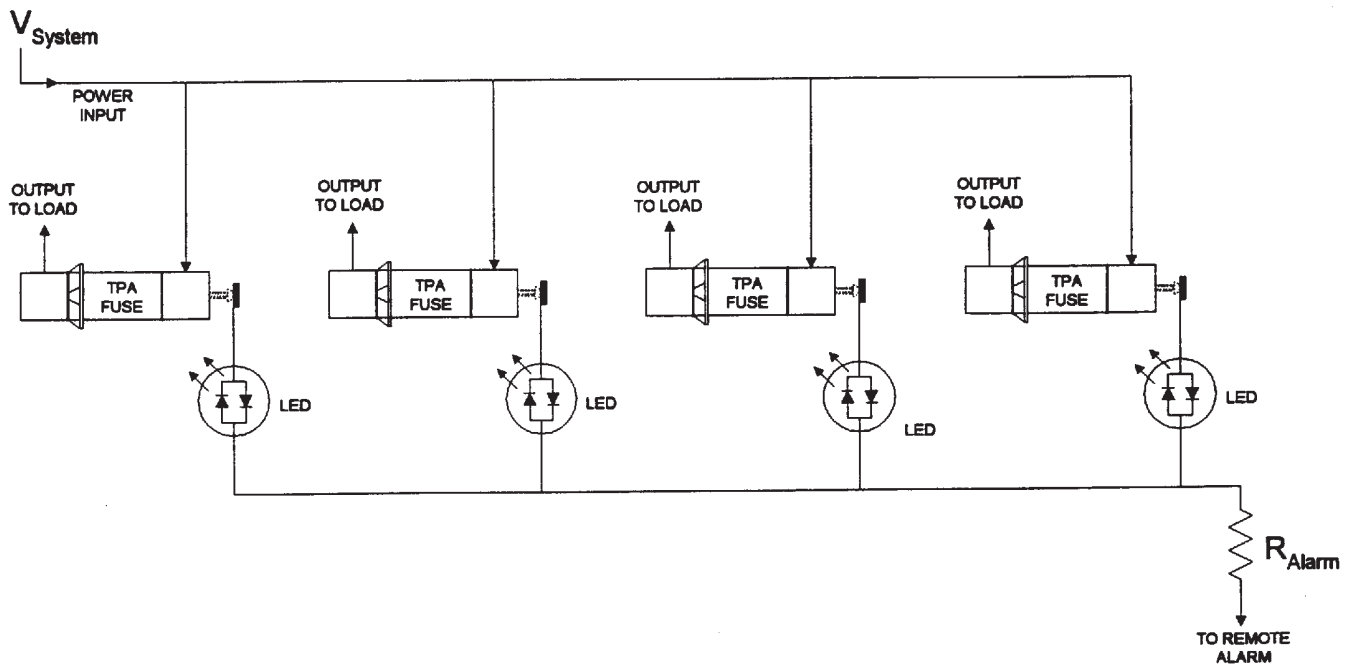 V System
POWER
INPUT
OUTPUT
TO LOAD
OUTPUT
TO LOAD
OUTPUT
TO LOAD
OUTPUT
TO LOAD
TPA
FUSE
TPA
FUSE
TPA
FUSE
TPA
FUSE
LED
LED
LED
LED
R Alarm
TO REMOTE
ALARM